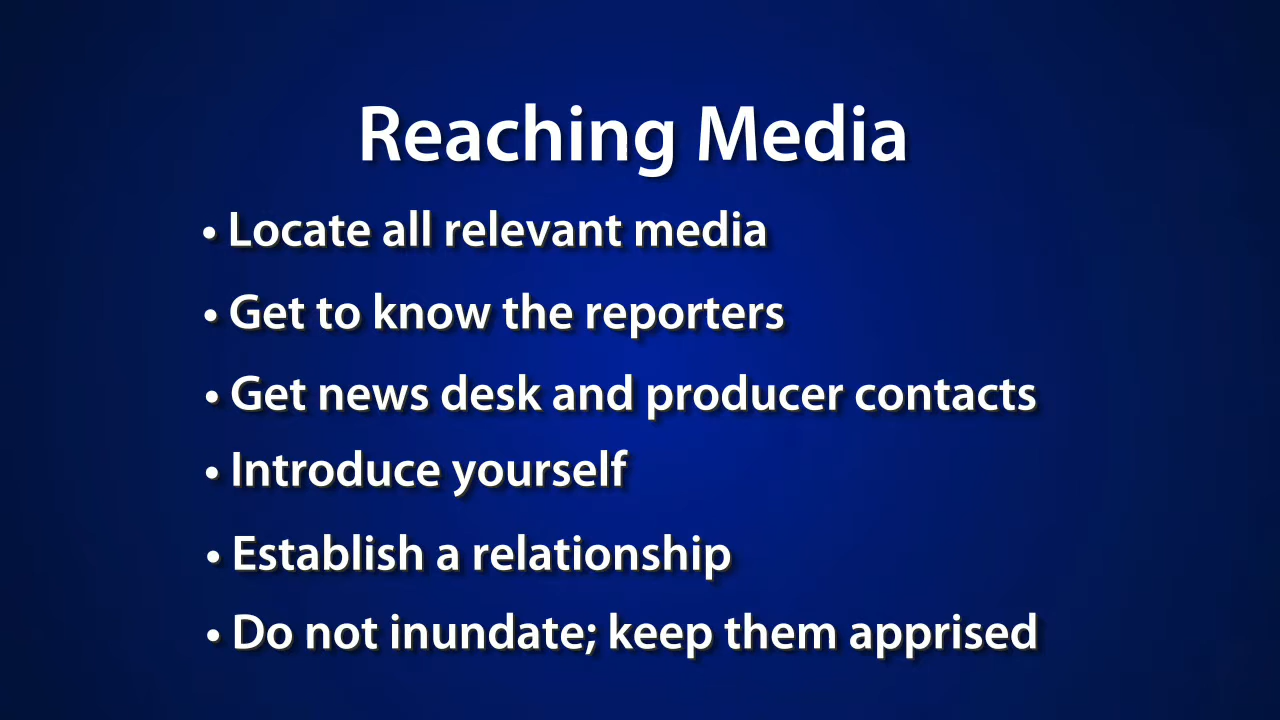 Reaching Media
• Locate all relevant media
• Get to know the reporters
• Get news desk and producer contacts
• Introduce yourself
• Establish a relationship
• Do not inundate; keep them apprised